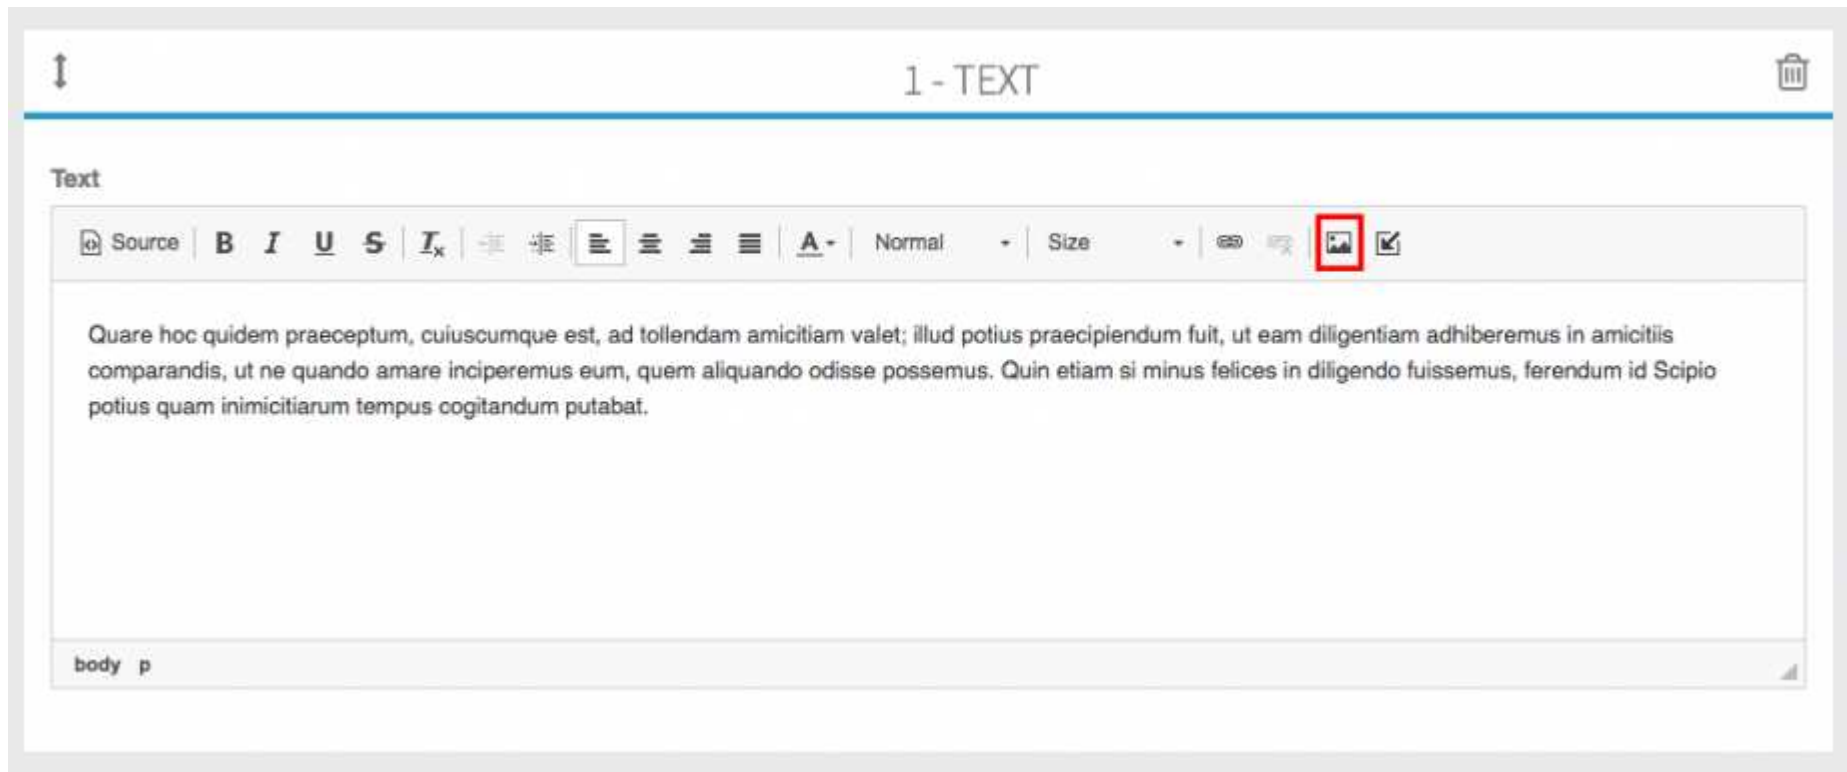 1 - TEXT
Text
Source B I U S Tx A Normal Size
Quare hoc quidem praeceptum, cuiuscumque est, ad tollendam amicitiam valet; illud potius praecipiendum fuit, ut eam diligentiam adhiberemus in amicitiis
comparandis, ut ne quando amare inciperemus eum, quem aliquando odisse possemus. Quin etiam si minus felices in diligendo fuissemus, ferendum id Scipio
potius quam inimicitiarum tempus cogitandum putabat.
body p